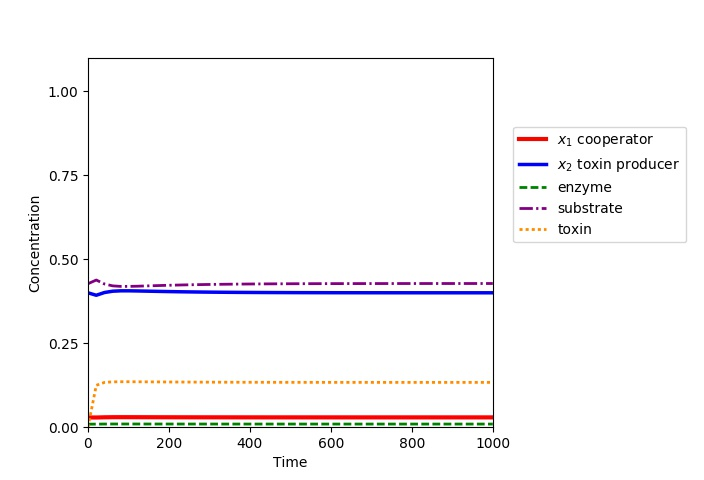 1.00
0.75
0.50
0.25
0.00
Concentration
0 200 400 600 800 1000
Time
x₁ cooperator
x₂ toxin producer
enzyme
substrate
toxin